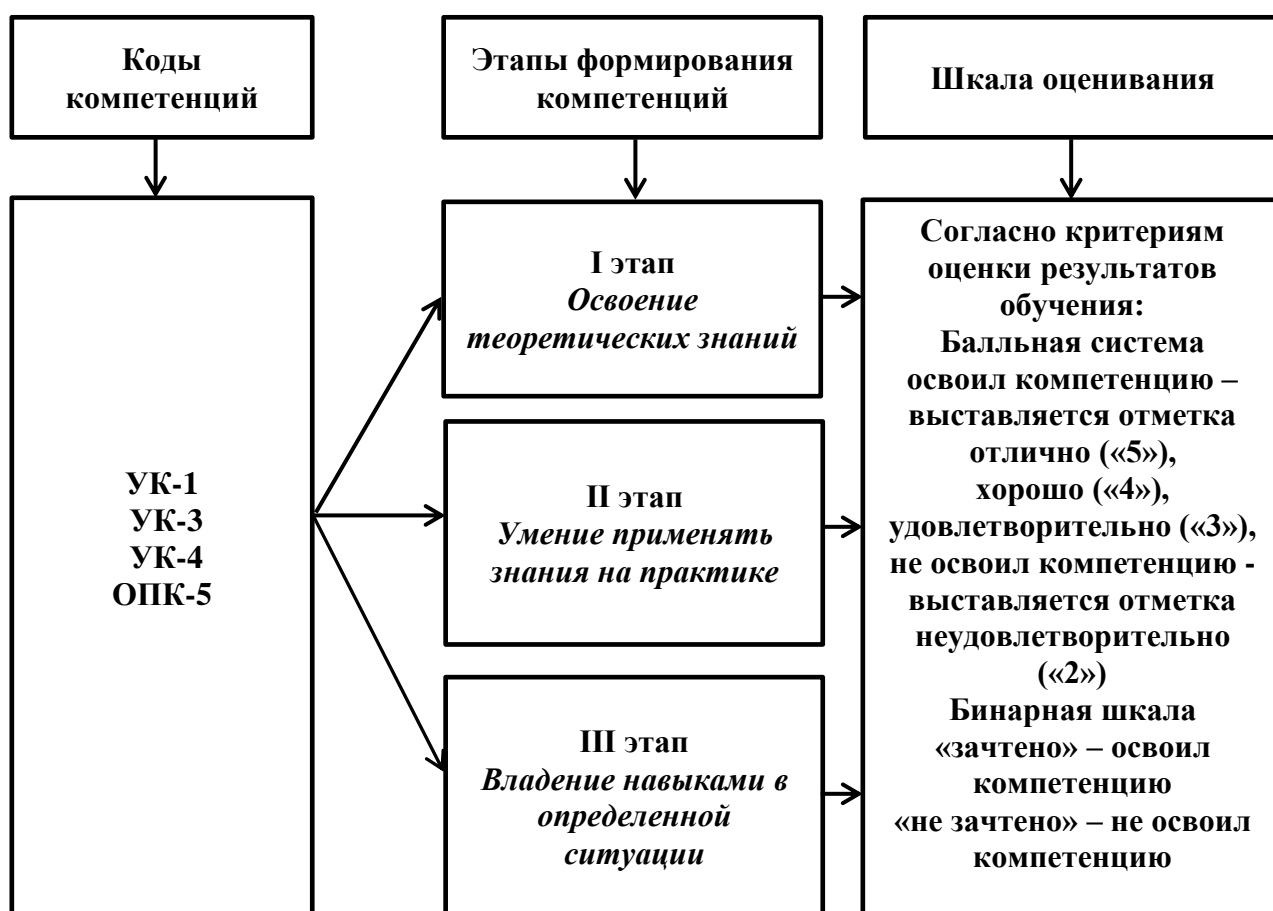 Коды
компетенций
Этапы формирования
компетенций
Шкала оценивания
УК-1
УК-3
УК-4
ОПК-5
I этап
Освоение
теоретических знаний
II этап
Умение применять
знания на практике
III этап
Владение навыками в
определенной
ситуации
Согласно критериям
оценки результатов
обучения:
Балльная система
освоил компетенцию –
выставляется отметка
отлично («5»),
хорошо («4»),
удовлетворительно («3»),
не освоил компетенцию -
выставляется отметка
неудовлетворительно
(«2»)
Бинарная шкала
«зачтено» – освоил
компетенцию
«не зачтено» – не освоил
компетенцию